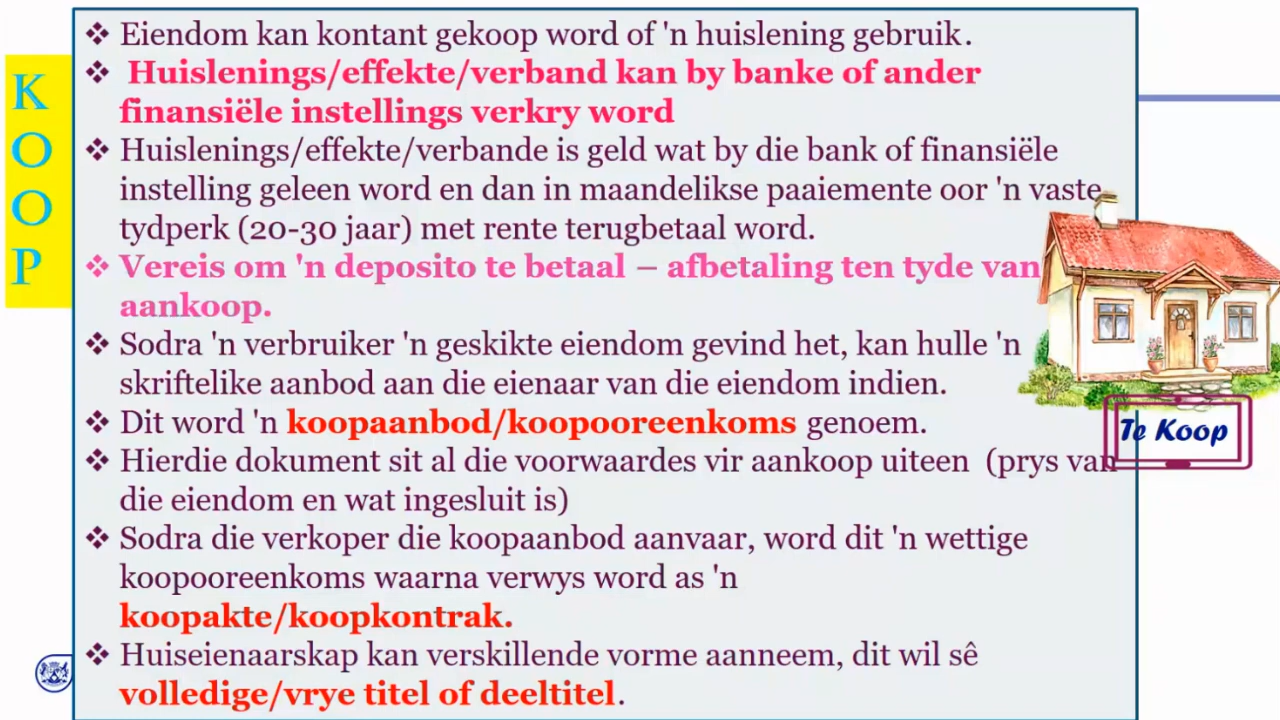 KOOP
❖ Eiendom kan kontant gekoop word of 'n huislening gebruik.
❖ Huislenings/effekte/verband kan by banke of ander
finansiële instellings verkry word
❖ Huislenings/effekte/verbande is geld wat by die bank of finansiële
instelling geleen word en dan in maandelikse paaiemente oor 'n vaste
tydperk (20-30 jaar) met rente terugbetaal word.
❖ Vereis om 'n deposito te betaal – afbetaling ten tyde van
aankoop.
❖ Sodra 'n verbruiker 'n geskikte eiendom gevind het, kan hulle 'n
skriftelike aanbod aan die eienaar van die eiendom indien.
❖ Dit word 'n koopaanbod/koopooreenkoms genoem.
Te Koop
❖ Hierdie dokument sit al die voorwaardes vir aankoop uiteen (prys van
die eiendom en wat ingesluit is)
❖ Sodra die verkoper die koopaanbod aanvaar, word dit 'n wettige
koopooreenkoms waarna verwys word as 'n
koopakte/koopkontrak.
❖ Huiseienaarskap kan verskillende vorme aanneem, dit wil sê
volledige/vrye titel of deeltitel.